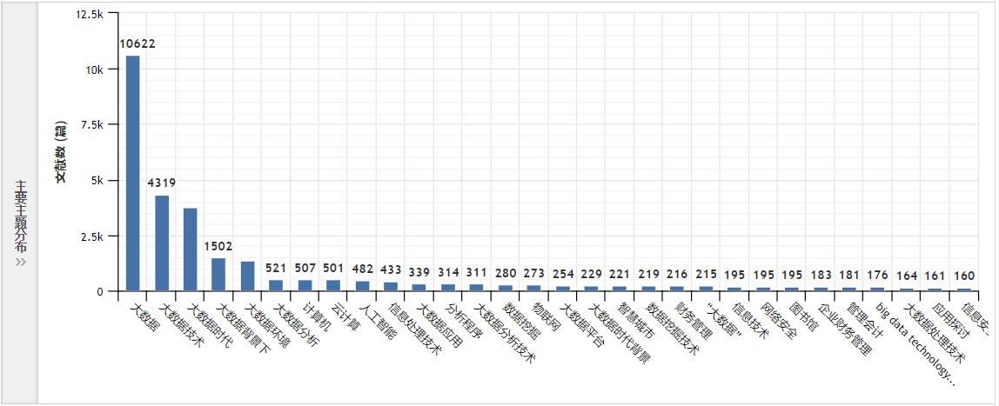 主要主题分布
»
文献数 (篇)
12.5k
10k
7.5k
5k
2.5k
0
10622
4319
1502
521
507
501
482
433
339
314
311
280
273
254
229
221
219
216
215
195
195
195
183
181
176
164
161
160
大数据
大数据技术
大数据时代
大数据背景下
大数据环境
大数据分析
计算机
云计算
人工智能
信息处理技术
大数据应用
分析程序
大数据分析技术
数据挖掘
物联网
大数据平台
大数据时代背景
智慧城市
数据挖掘技术
财务管理
“大数据”
信息技术
网络安全
图书馆
企业财务管理
管理会计
big data technology...
大数据处理技术
应用探讨
信息安